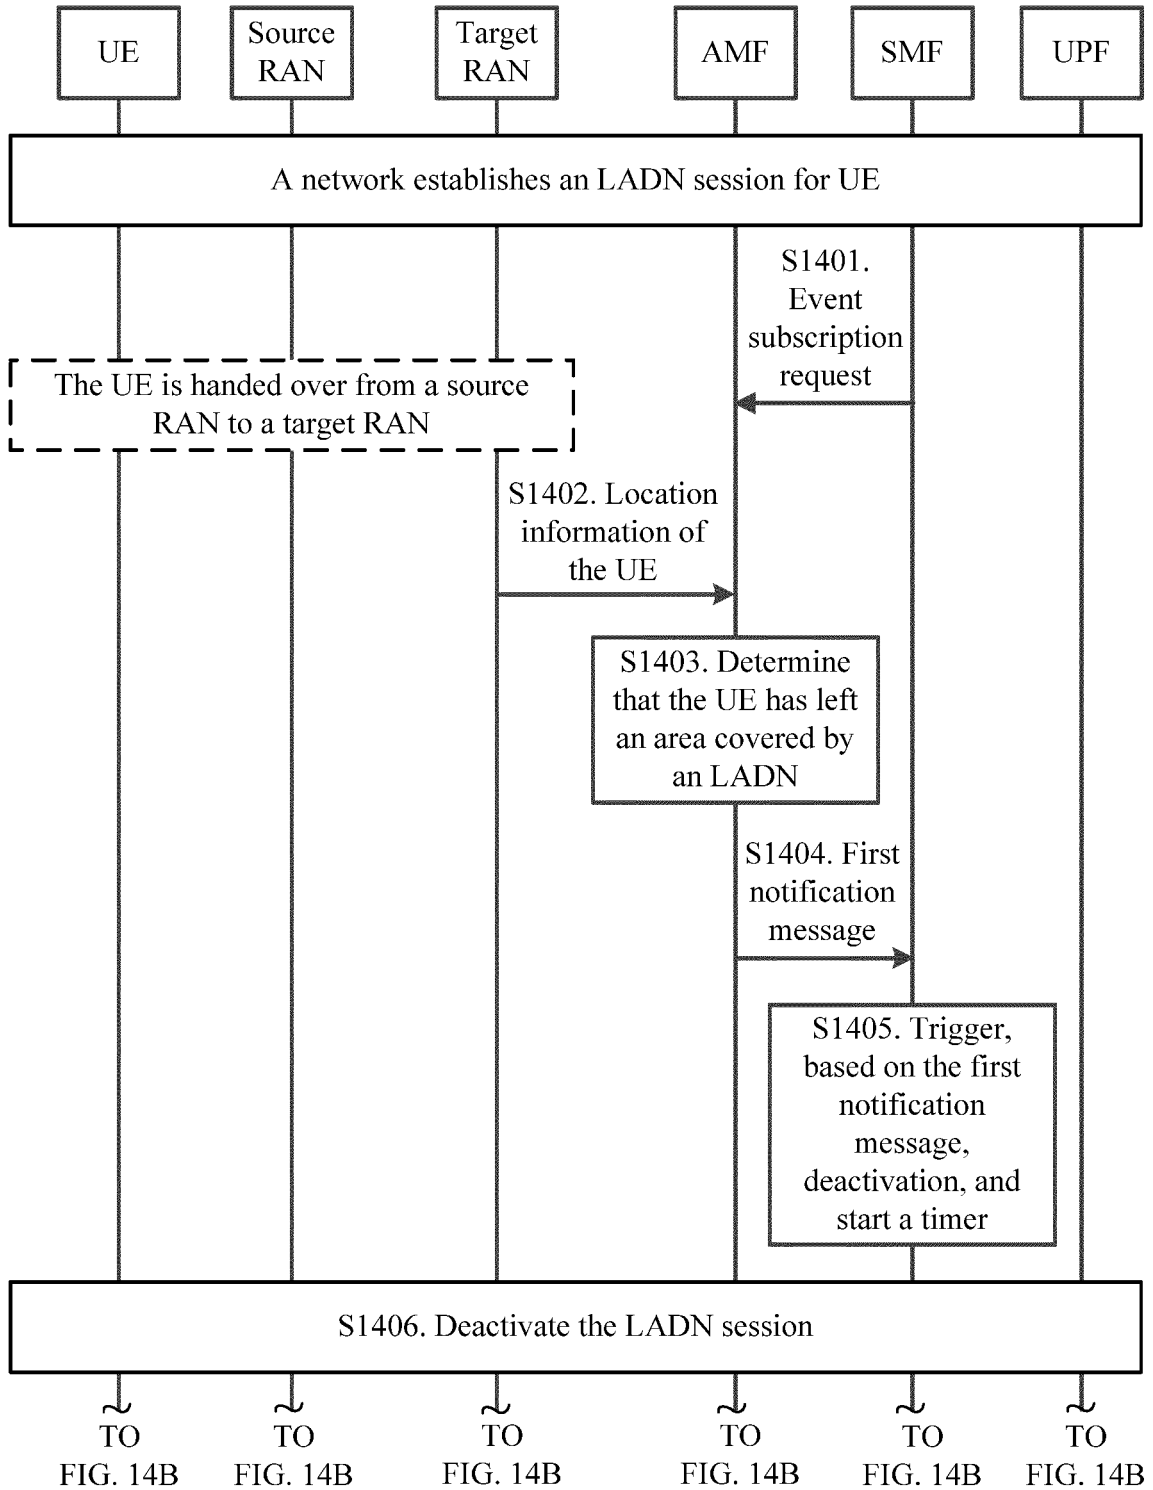 UE
Source
RAN
Target
RAN
AMF
SMF
UPF
A network establishes an LADN session for UE
S1401.
Event
subscription
request
The UE is handed over from a source
RAN to a target RAN
S1402. Location
information of
the UE
S1403. Determine
that the UE has left
an area covered by
an LADN
S1404. First
notification
message
S1405. Trigger,
based on the first
notification
message,
deactivation, and
start a timer
S1406. Deactivate the LADN session
TO
FIG. 14B
TO
FIG. 14B
TO
FIG. 14B
TO
FIG. 14B
TO
FIG. 14B
TO
FIG. 14B